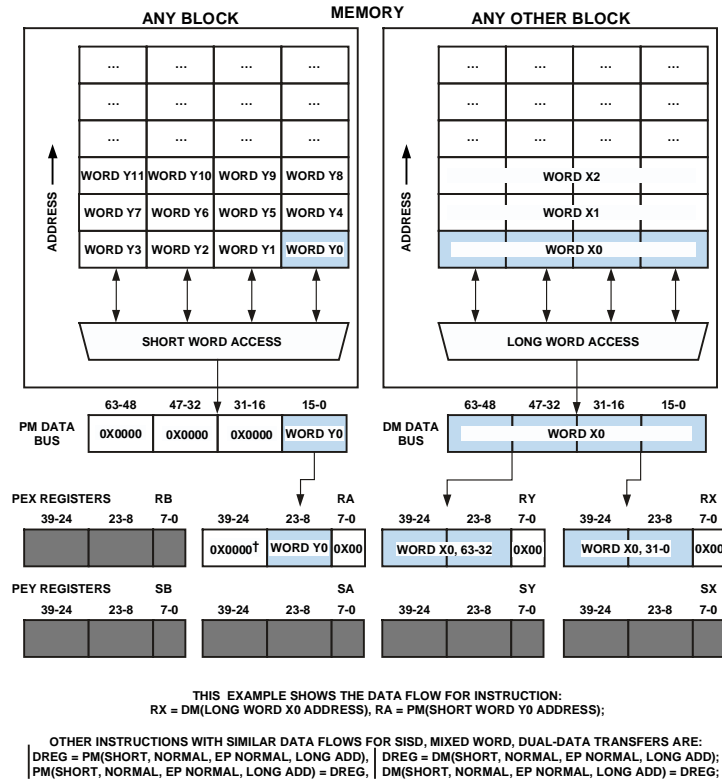 MEMORY
ANY BLOCK ANY OTHER BLOCK
... ... ... ... ... ... ... ...
... ... ... ... ... ... ... ...
... ... ... ... ... ... ... ...
WORD Y11 WORD Y10 WORD Y9 WORD Y8 WORD X2
WORD Y7 WORD Y6 WORD Y5 WORD Y4 WORD X1
WORD Y3 WORD Y2 WORD Y1 WORD Y0 WORD X0
ADDRESS ADDRESS
SHORT WORD ACCESS LONG WORD ACCESS
63-48 47-32 31-16 15-0 63-48 47-32 31-16 15-0
PM DATA BUS 0X0000 0X0000 0X0000 WORD Y0 DM DATA BUS WORD X0
PEX REGISTERS RB RA RY RX
39-24 23-8 7-0 39-24 23-8 7-0 39-24 23-8 7-0 39-24 23-8 7-0
0X0000† WORD Y0 0X00 WORD X0, 63-32 0X00 WORD X0, 31-0 0X00
PEY REGISTERS SB SA SY SX
39-24 23-8 7-0 39-24 23-8 7-0 39-24 23-8 7-0 39-24 23-8 7-0
THIS EXAMPLE SHOWS THE DATA FLOW FOR INSTRUCTION:
RX = DM(LONG WORD X0 ADDRESS), RA = PM(SHORT WORD Y0 ADDRESS);
OTHER INSTRUCTIONS WITH SIMILAR DATA FLOWS FOR SISD, MIXED WORD, DUAL-DATA TRANSFERS ARE:
DREG = PM(SHORT, NORMAL, EP NORMAL, LONG ADD), DREG = DM(SHORT, NORMAL, EP NORMAL, LONG ADD);
PM(SHORT, NORMAL, EP NORMAL, LONG ADD) = DREG, DM(SHORT, NORMAL, EP NORMAL, LONG ADD) = DREG;